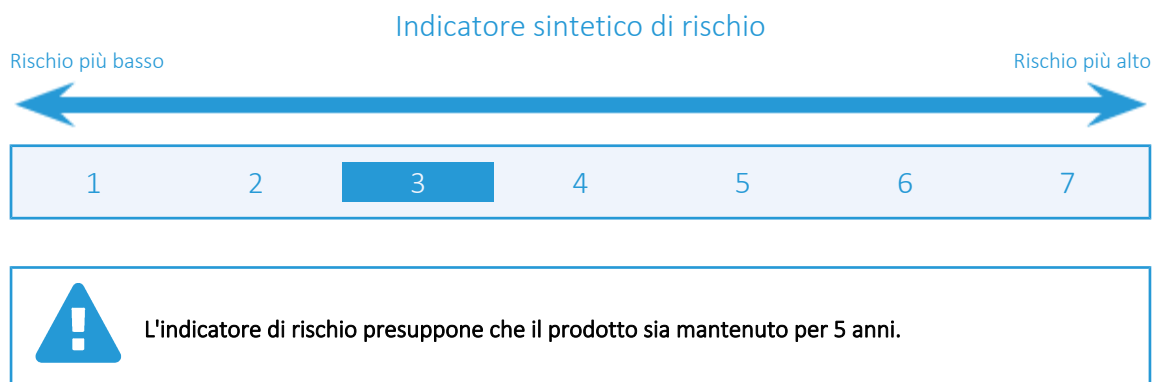 Indicatore sintetico di rischio
Rischio più basso Rischio più alto
1 2 3 4 5 6 7
L'indicatore di rischio presuppone che il prodotto sia mantenuto per 5 anni.